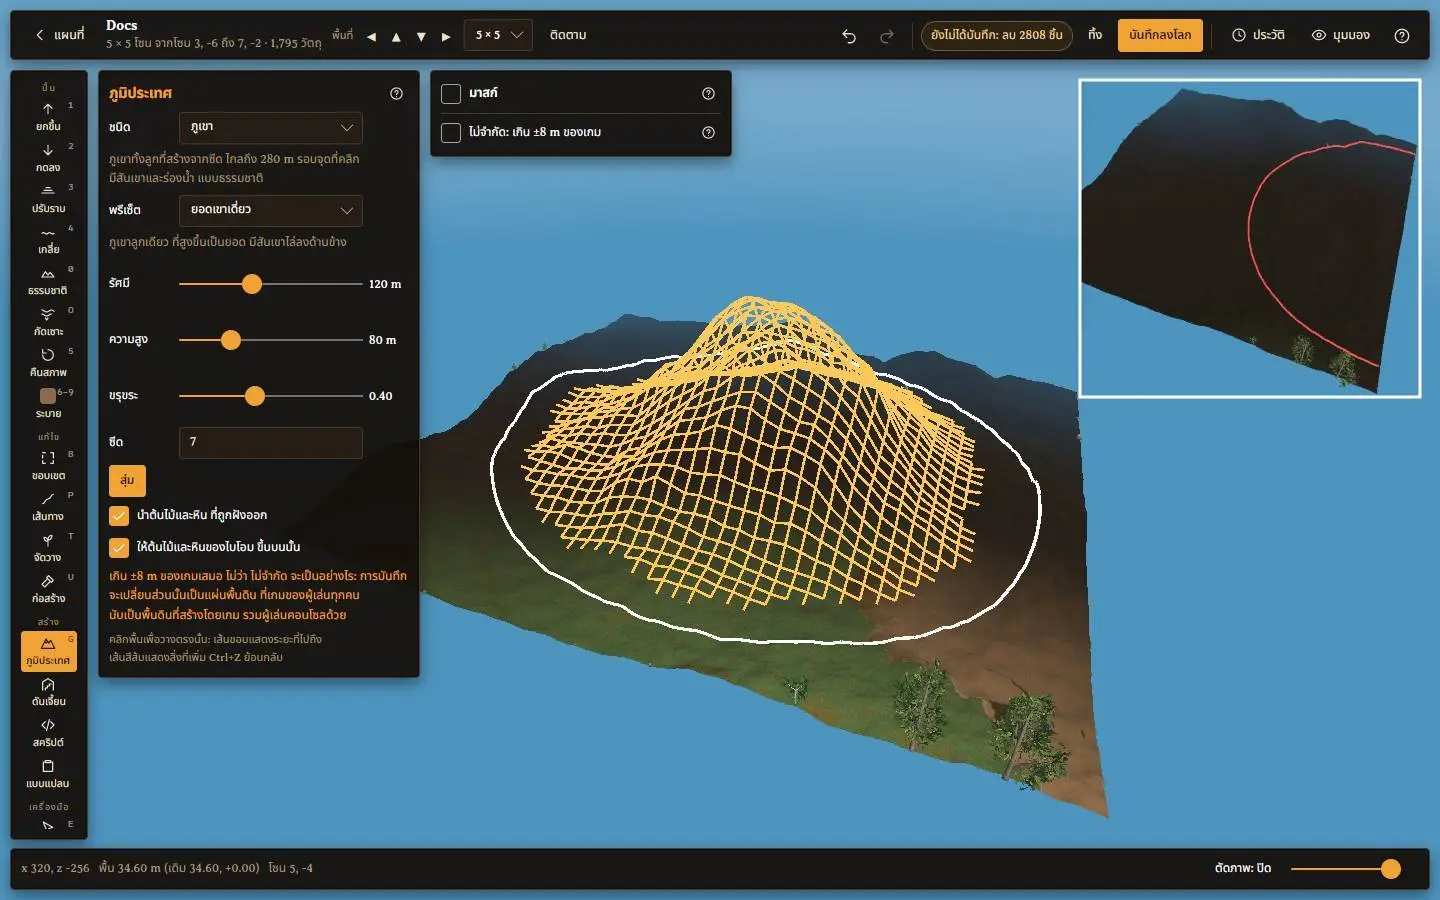 แผนที่
Docs
5 × 5 โซน จากโซน 3, -6 ถึง 7, -2 · 1,795 วัตถุ
พื้นที่
5 × 5
ติดตาม
ยังไม่ได้บันทึก: ลบ 2808 ชิ้น
ทิ้ง
บันทึกลงโลก
ประวัติ
มุมมอง
ปั้น
1
ยกขึ้น
2
กดลง
3
ปรับราบ
4
เกลี่ย
0
ธรรมชาติ
O
กัดเซาะ
5
คืนสภาพ
6–9
ระบาย
แก้ไข
B
ขอบเขต
P
เส้นทาง
T
จัดวาง
U
ก่อสร้าง
สร้าง
G
ภูมิประเทศ
ดันเจี้ยน
สคริปต์
แบบแปลน
เครื่องมือ
E
ภูมิประเทศ
ชนิด
ภูเขา
ภูเขาทั้งลูกที่สร้างจากซีด ไกลถึง 280 m รอบจุดที่คลิก
มีสันเขาและร่องน้ำ แบบธรรมชาติ
พรีเซ็ต
ยอดเขาเดี่ยว
ภูเขาลูกเดียว ที่สูงขึ้นเป็นยอด มีสันเขาไล่ลงด้านข้าง
รัศมี
120 m
ความสูง
80 m
ขรุขระ
0.40
ซีด
7
สุ่ม
นำต้นไม้และหิน ที่ถูกฝังออก
ให้ต้นไม้และหินของไบโอม ขึ้นบนนั้น
เกิน ±8 m ของเกมเสมอ ไม่ว่า ไม่จำกัด จะเป็นอย่างไร: การบันทึก
จะเปลี่ยนส่วนนั้นเป็นแผ่นพื้นดิน ที่เกมของผู้เล่นทุกคน
นับเป็นพื้นดินที่สร้างโดยเกม รวมผู้เล่นคอนโซลด้วย
คลิกพื้นเพื่อวางตรงนั้น: เส้นขอบแสดงระยะที่ไปถึง
เส้นสีส้มแสดงสิ่งที่เพิ่ม Ctrl+Z ย้อนกลับ
มาสก์
ไม่จำกัด: เกิน ±8 m ของเกม
x 320, z -256 พื้น 34.60 m (เดิม 34.60, +0.00) โซน 5, -4
ตัดภาพ: ปิด